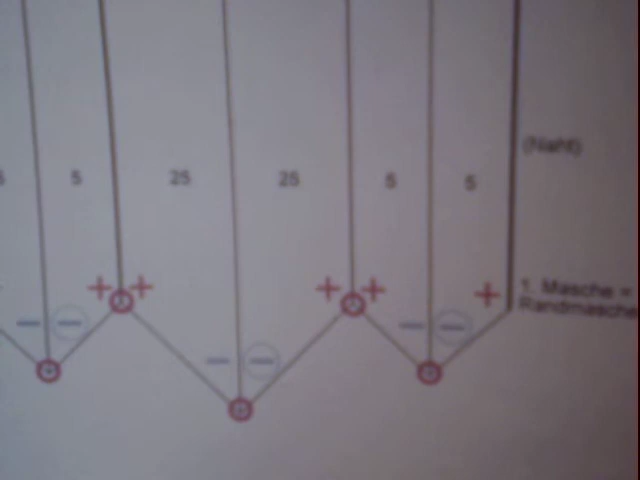 (Naht)
5 25 25 5 5
+ + + + +
1. Masche =
Randmasche
− − − − − −